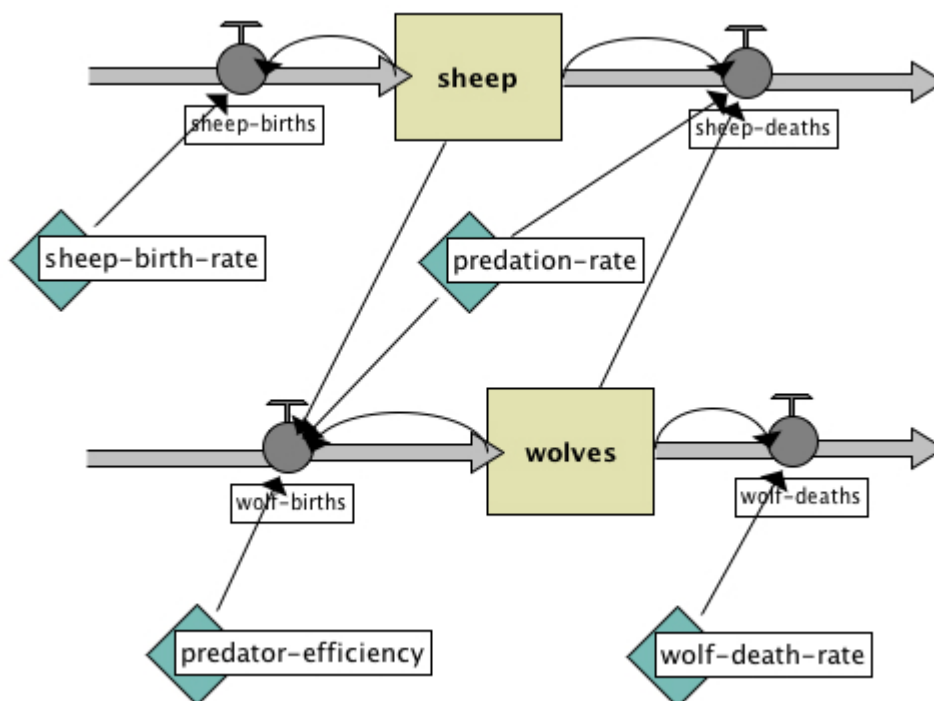 sheep
sheep-births
sheep-deaths
sheep-birth-rate
predation-rate
wolves
wolf-births
wolf-deaths
predator-efficiency
wolf-death-rate